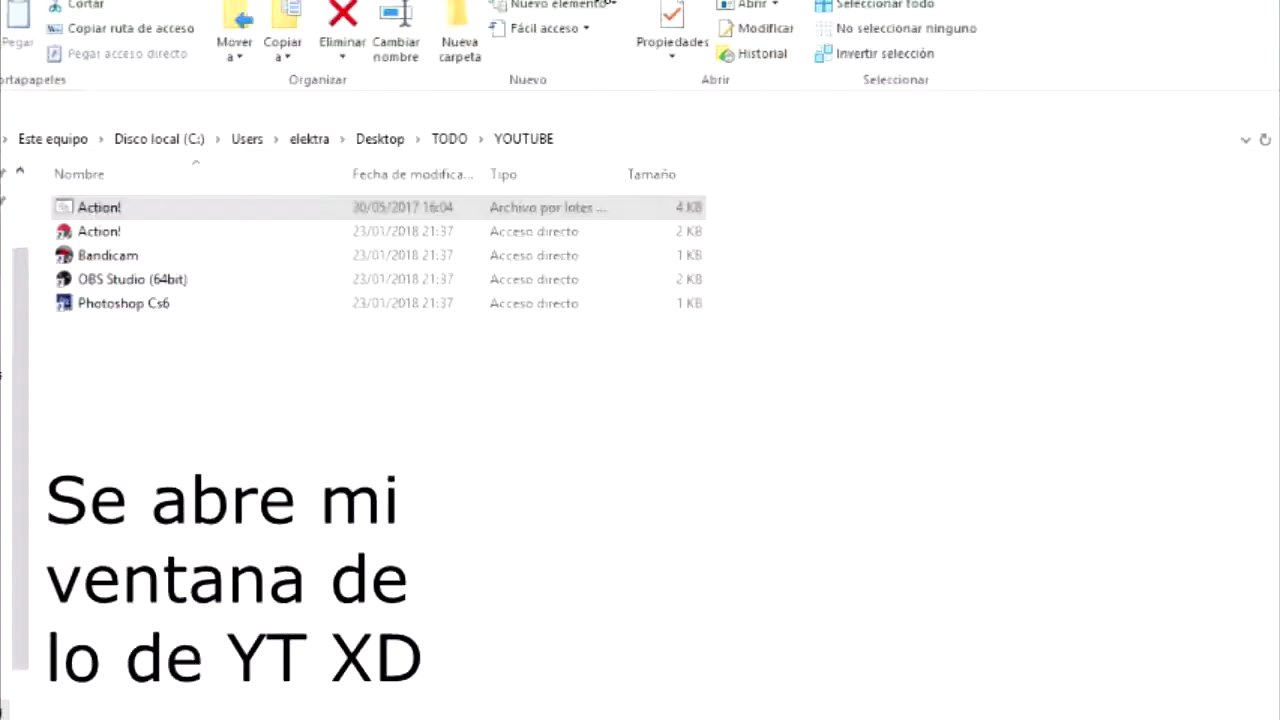 Cortar
Nuevo elemento
Abrir
Seleccionar todo
Copiar ruta de acceso
Fácil acceso
Modificar
No seleccionar ninguno
Pegar
Mover
Copiar
Eliminar
Cambiar
Nueva
Propiedades
Pegar acceso directo
a
a
nombre
carpeta
Historial
Invertir selección
ortapapeles
Organizar
Nuevo
Abrir
Seleccionar
Este equipo › Disco local (C:) › Users › elektra › Desktop › TODO › YOUTUBE
Nombre Fecha de modifica... Tipo Tamaño
Action! 30/05/2017 16:04 Archivo por lotes ... 4 KB
Action! 23/01/2018 21:37 Acceso directo 2 KB
Bandicam 23/01/2018 21:37 Acceso directo 1 KB
OBS Studio (64bit) 23/01/2018 21:37 Acceso directo 2 KB
Photoshop Cs6 23/01/2018 21:37 Acceso directo 1 KB
Se abre mi
ventana de
lo de YT XD